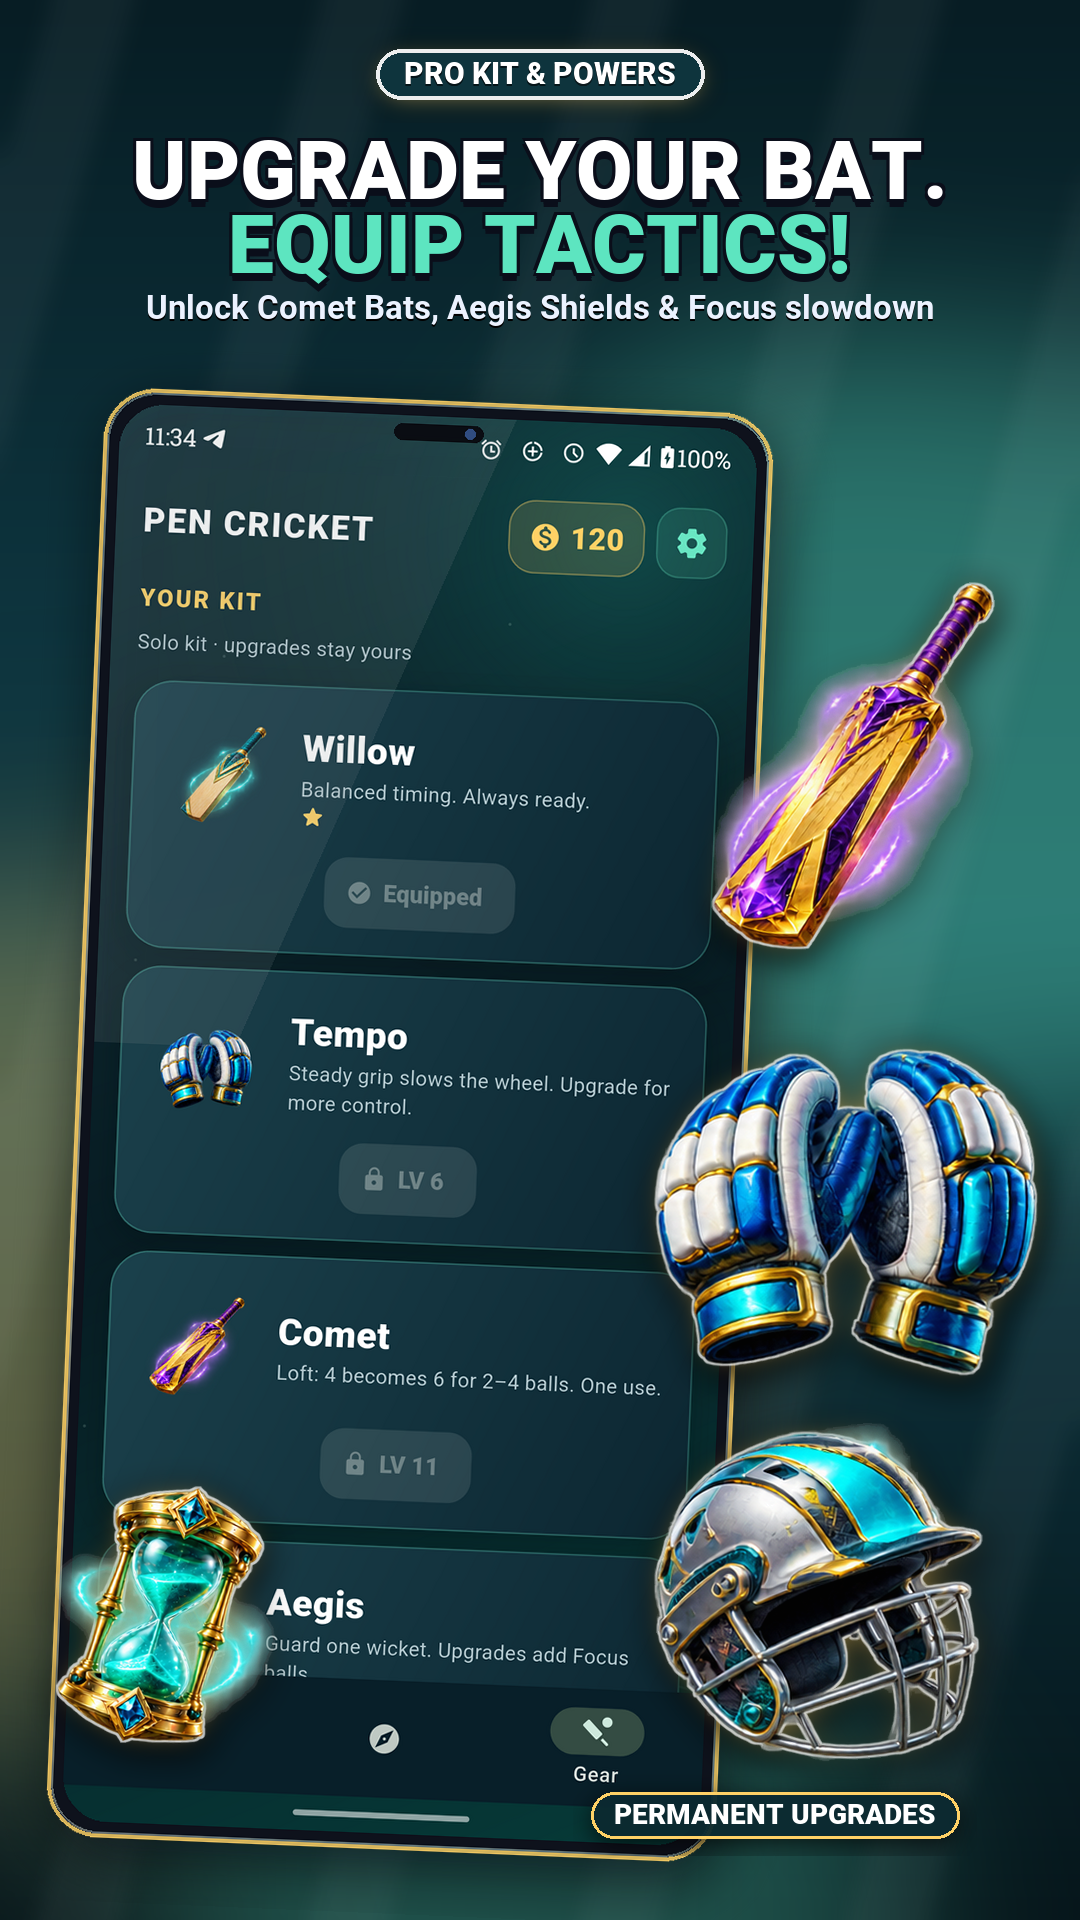 PRO KIT & POWERS
UPGRADE YOUR BAT.
EQUIP TACTICS!
Unlock Comet Bats, Aegis Shields & Focus slowdown
11:34
100%
PEN CRICKET
120
YOUR KIT
Solo kit · upgrades stay yours
Willow
Balanced timing. Always ready.
Equipped
Tempo
Steady grip slows the wheel. Upgrade for
more control.
LV 6
Comet
Loft: 4 becomes 6 for 2–4 balls. One use.
LV 11
Aegis
Guard one wicket. Upgrades add Focus
balls.
Gear
PERMANENT UPGRADES